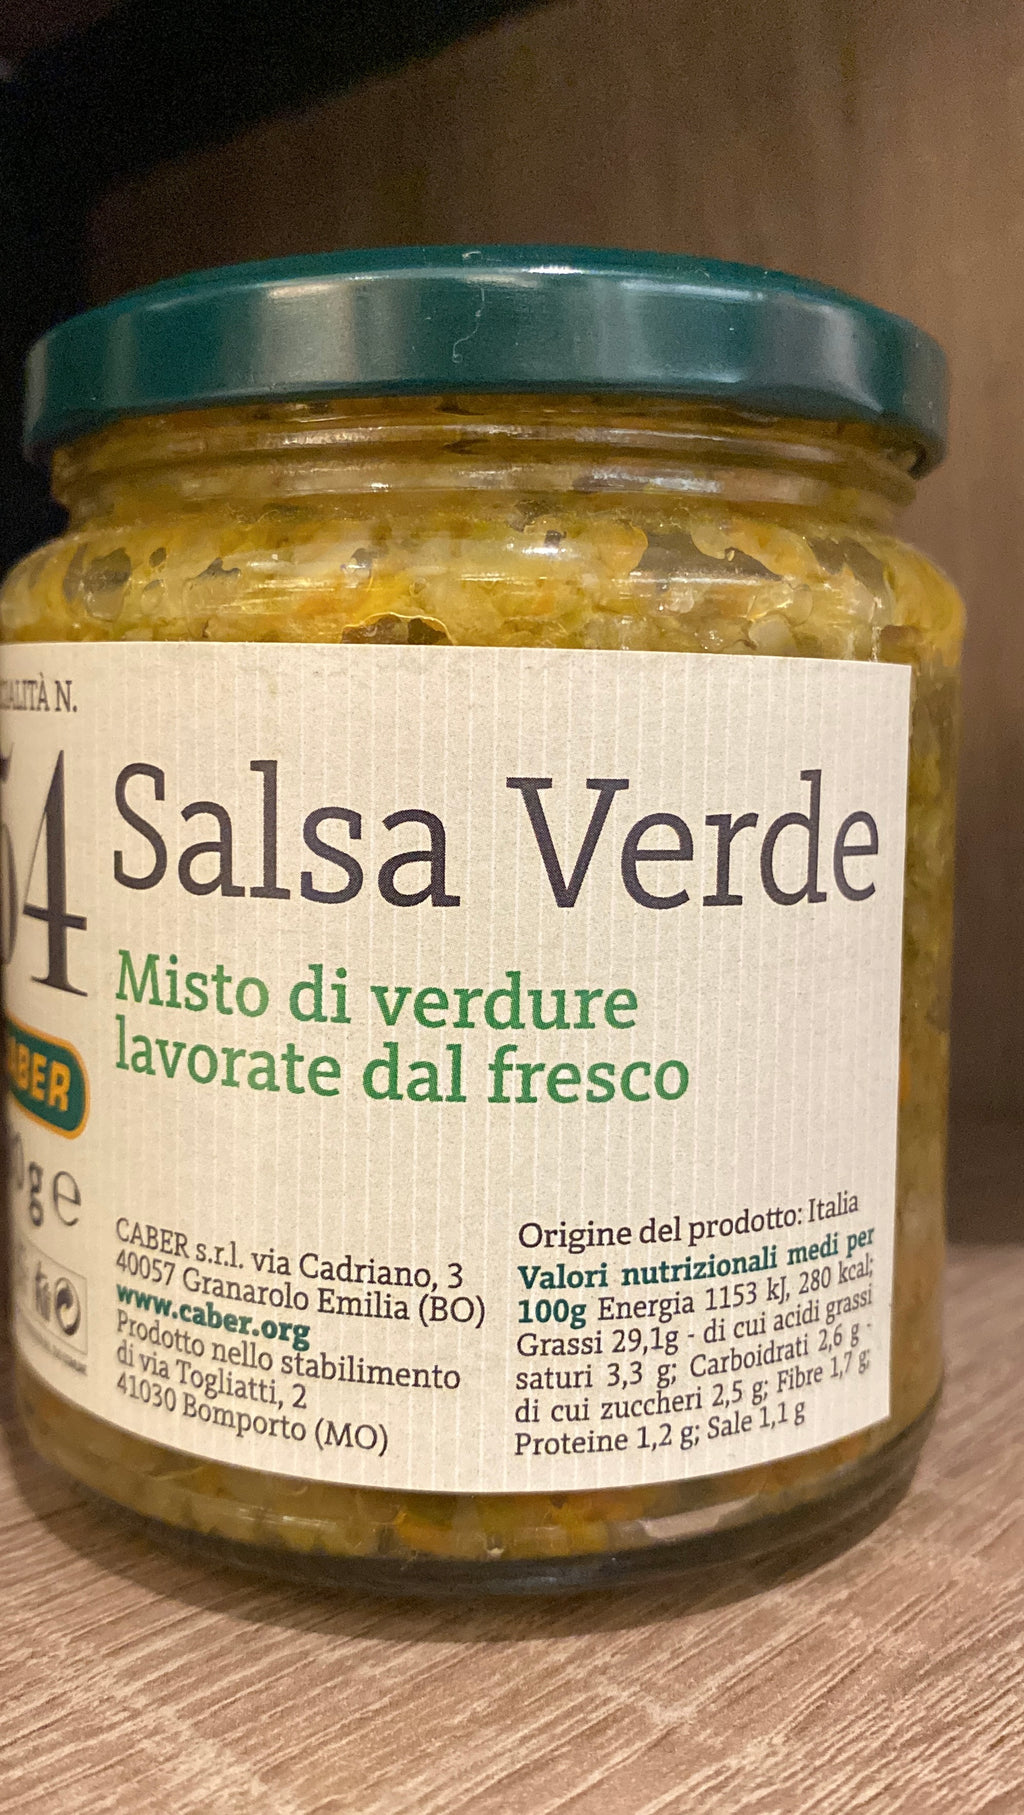 N.
54
Salsa Verde
Misto di verdure
lavorate dal fresco
CABER
g e
CABER s.r.l. via Cadriano, 3
40057 Granarolo Emilia (BO)
www.caber.org
Prodotto nello stabilimento
di via Togliatti, 2
41030 Bomporto (MO)
Origine del prodotto: Italia
Valori nutrizionali medi per
100g Energia 1153 kJ, 280 kcal;
Grassi 29,1g - di cui acidi grassi
saturi 3,3 g; Carboidrati 2,6 g -
di cui zuccheri 2,5 g; Fibre 1,7 g;
Proteine 1,2 g; Sale 1,1 g